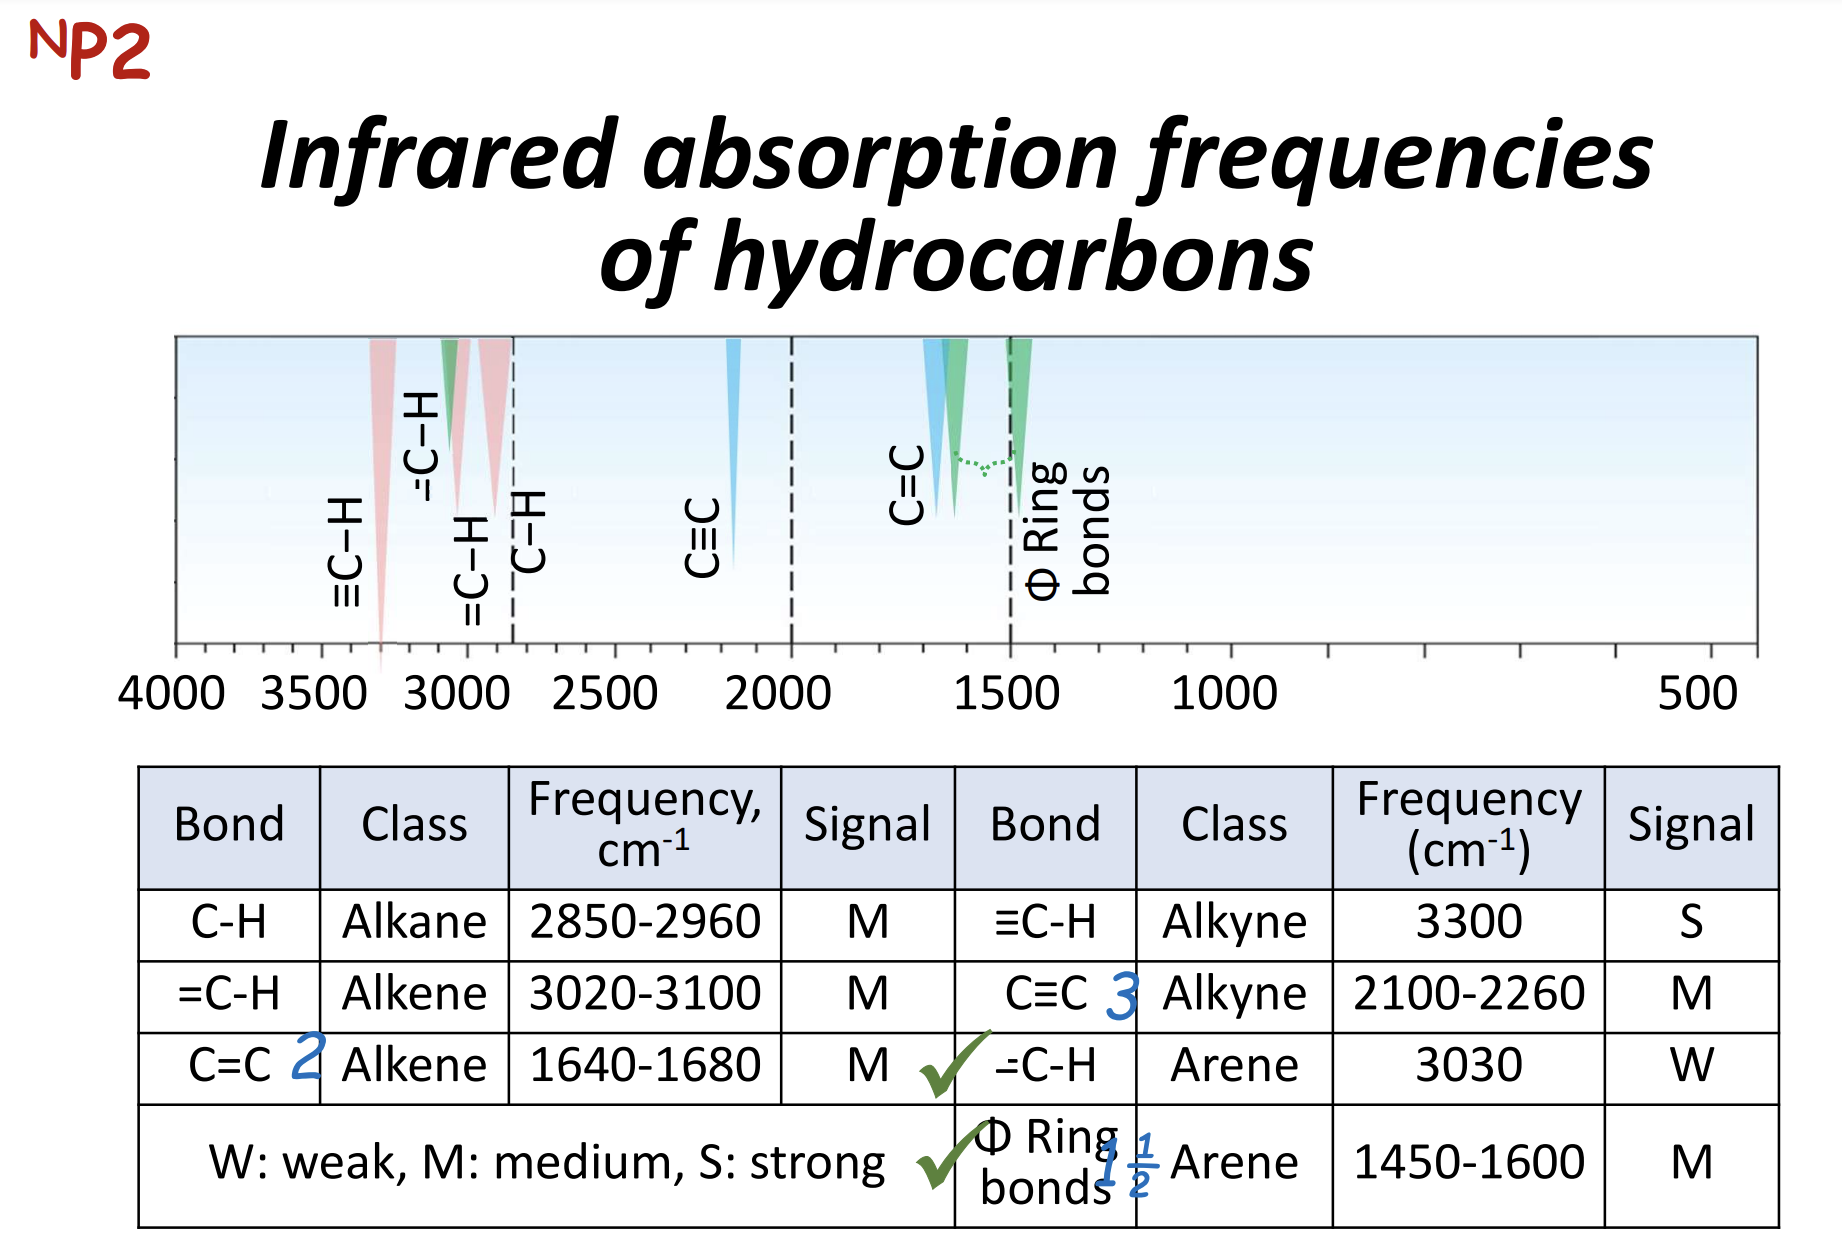 NP2
Infrared absorption frequencies
of hydrocarbons
≡C–H
=C–H
=C–H
C–H
C≡C
C=C
Φ Ring
bonds
4000 3500 3000 2500 2000 1500 1000 500
Bond Class Frequency, cm⁻¹ Signal Bond Class Frequency (cm⁻¹) Signal
C-H Alkane 2850-2960 M ≡C-H Alkyne 3300 S
=C-H Alkene 3020-3100 M C≡C 3 Alkyne 2100-2260 M
C=C 2 Alkene 1640-1680 M ✓ =C-H Arene 3030 W
W: weak, M: medium, S: strong ✓ Φ Ring bonds 1 1/2 Arene 1450-1600 M